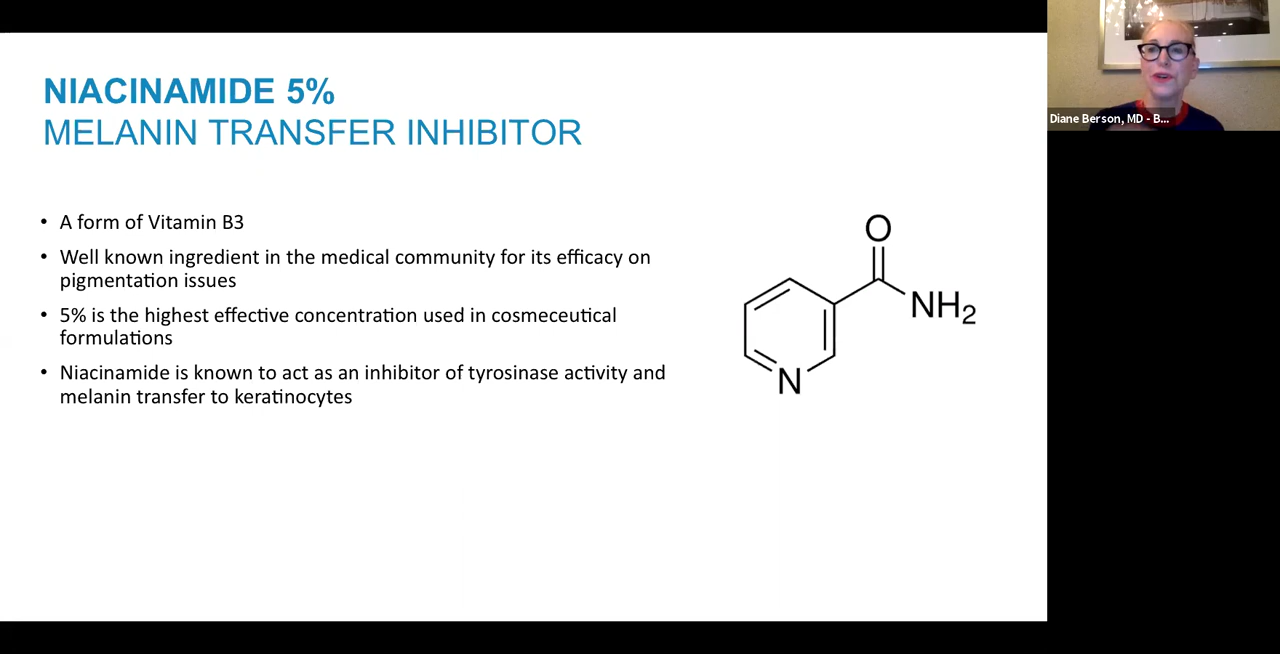 NIACINAMIDE 5%
MELANIN TRANSFER INHIBITOR
• A form of Vitamin B3
• Well known ingredient in the medical community for its efficacy on
pigmentation issues
• 5% is the highest effective concentration used in cosmeceutical
formulations
• Niacinamide is known to act as an inhibitor of tyrosinase activity and
melanin transfer to keratinocytes
O
NH2
N
Diane Berson, MD - B...